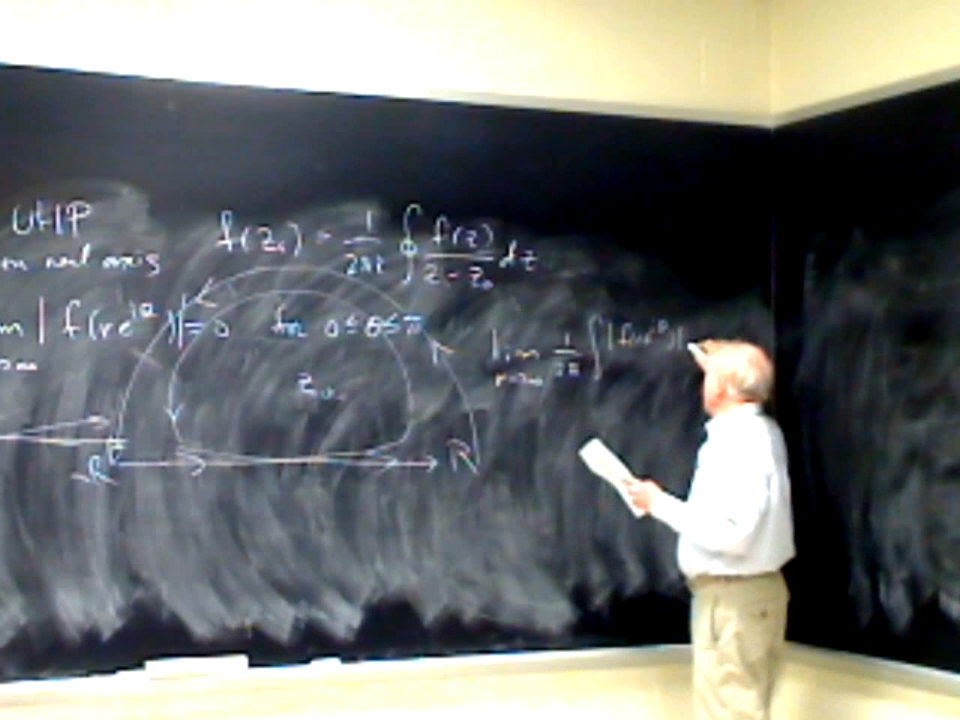 UHP
on real axis
m | f(re^{iθ})| = 0 for 0 ≤ θ ≤ π
f(z₀) = 1/2πi ∮ f(z)/z - z₀ dz
z₀
-R
R
lim 1/2π ∫ |f(re^{iθ})|
r→∞